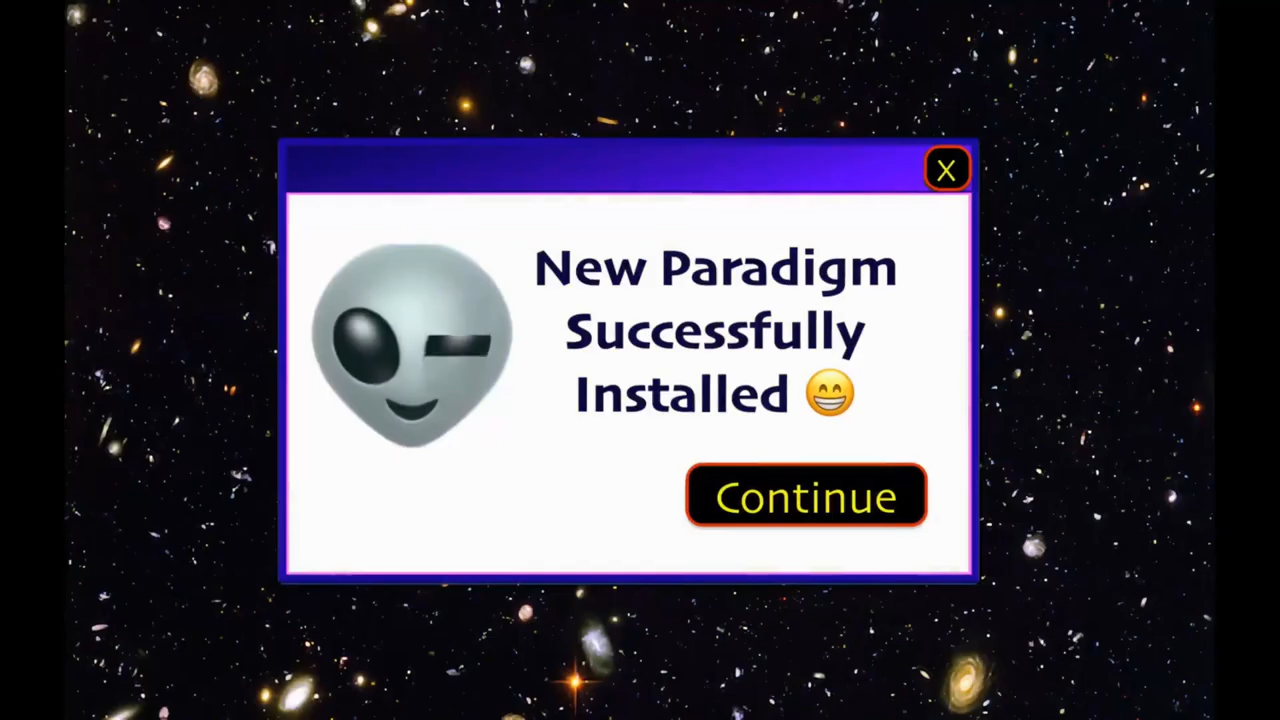 X
New Paradigm
Successfully
Installed 😁
Continue